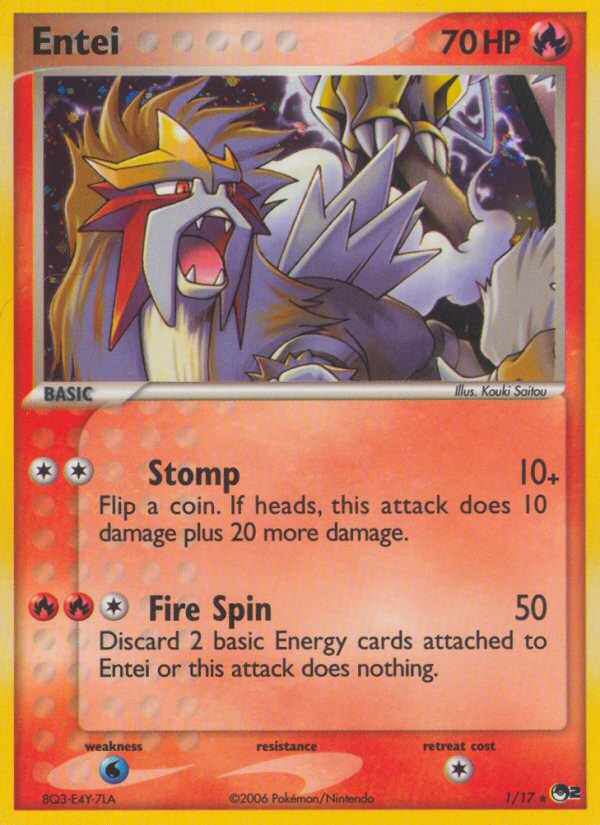 Entei 70 HP
BASIC
Illus. Kouki Saitou
Stomp 10+
Flip a coin. If heads, this attack does 10
damage plus 20 more damage.
Fire Spin 50
Discard 2 basic Energy cards attached to
Entei or this attack does nothing.
weakness resistance retreat cost
8Q3-E4Y-7LA ©2006 Pokémon/Nintendo 1/17 ★ 2